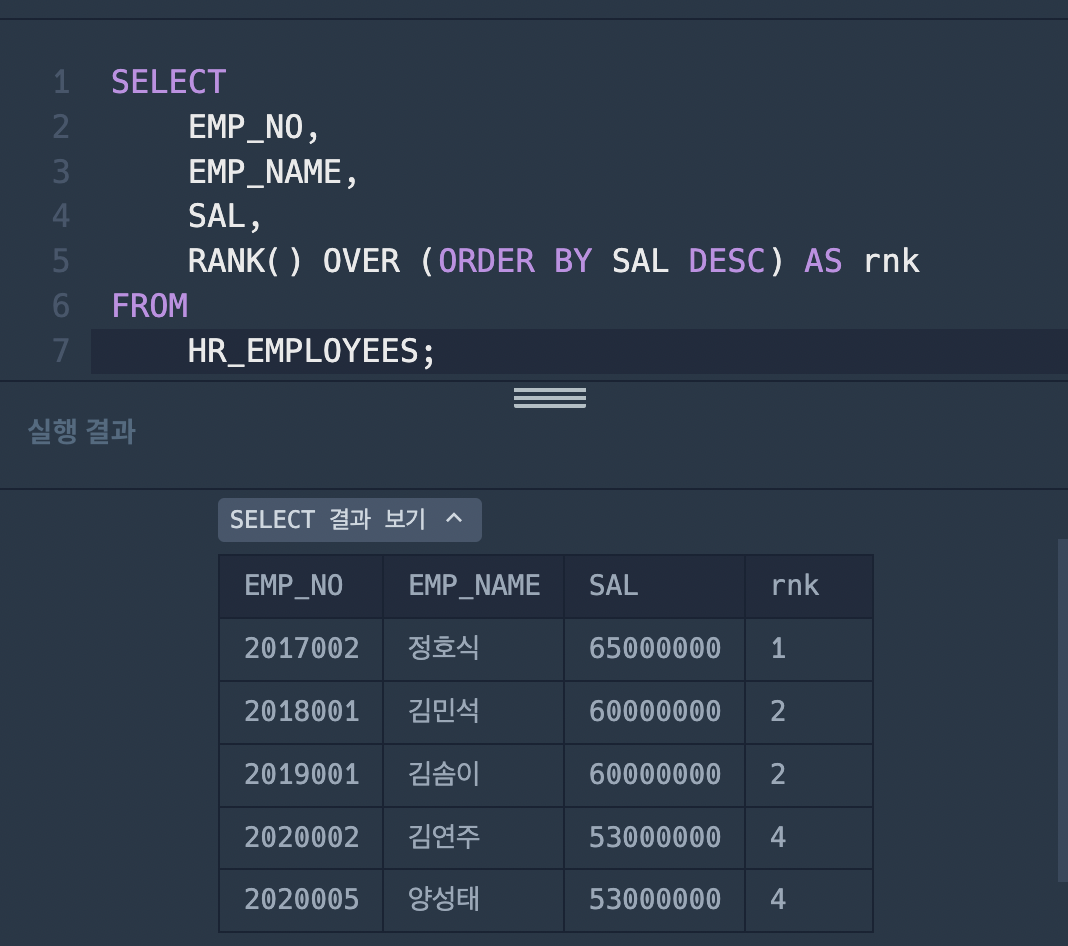 1 SELECT
2 EMP_NO,
3 EMP_NAME,
4 SAL,
5 RANK() OVER (ORDER BY SAL DESC) AS rnk
6 FROM
7 HR_EMPLOYEES;
실행 결과
SELECT 결과 보기
EMP_NO EMP_NAME SAL rnk
2017002 정호식 65000000 1
2018001 김민석 60000000 2
2019001 김솜이 60000000 2
2020002 김연주 53000000 4
2020005 양성태 53000000 4